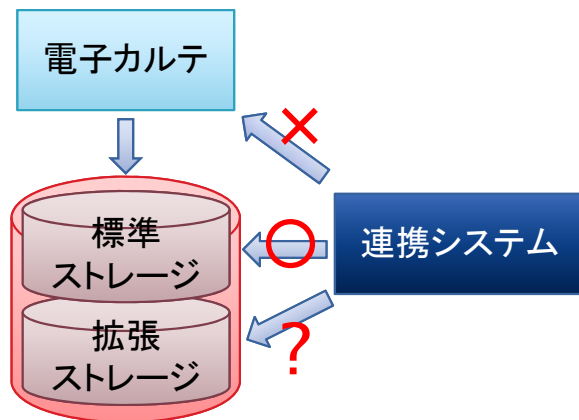 電子カルテ
×
標準
ストレージ
連携システム
拡張
ストレージ
?